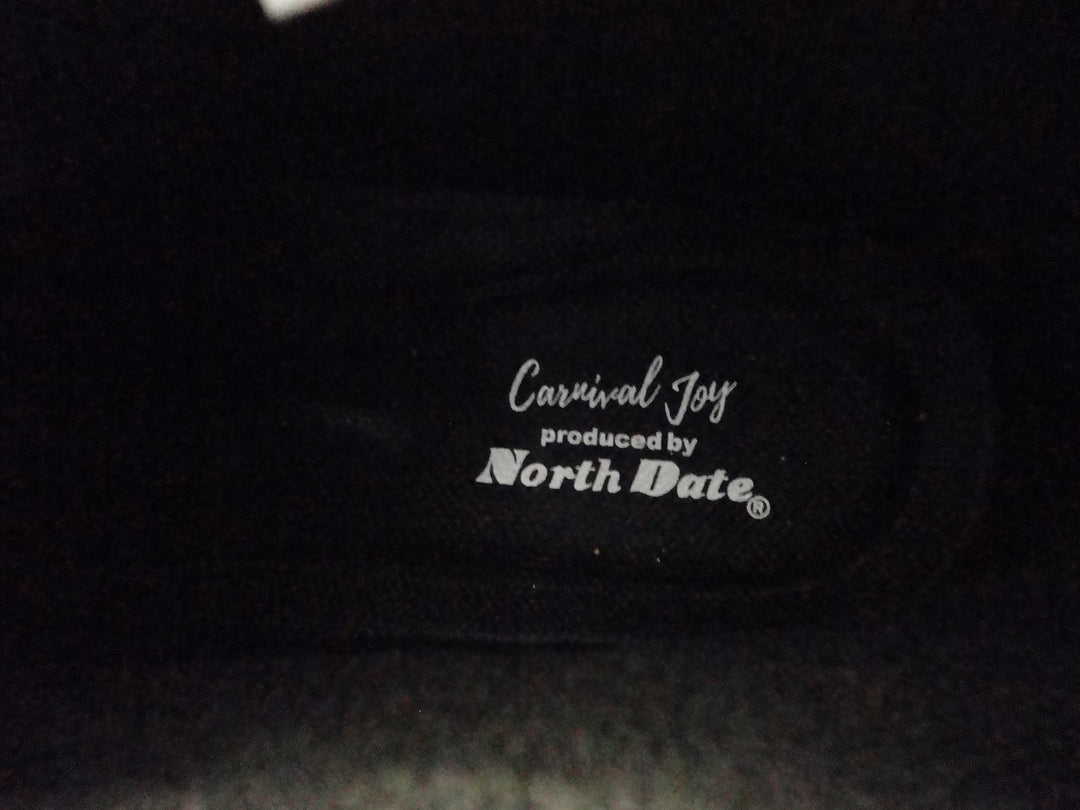 Carnival Joy
produced by
North Date®